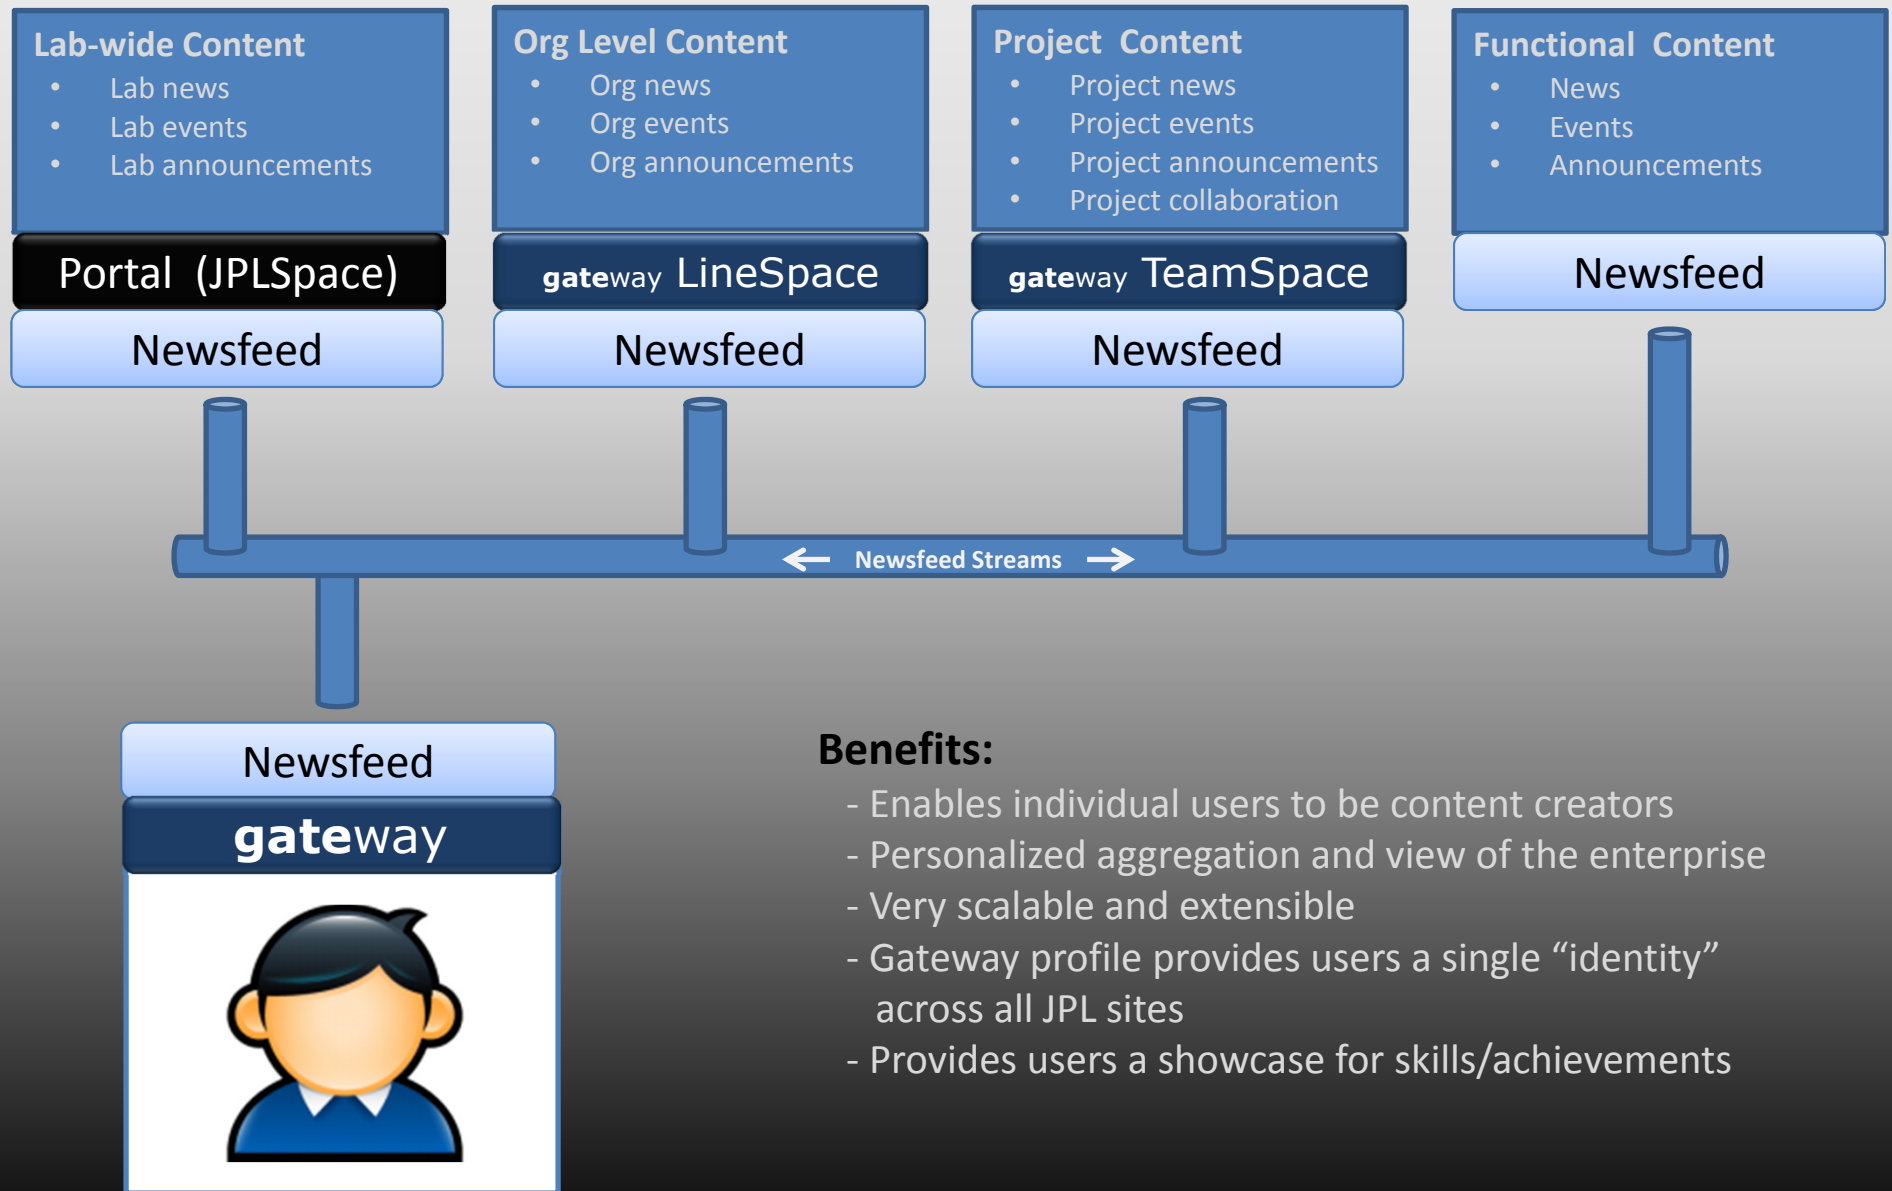 Lab-wide Content
• Lab news
• Lab events
• Lab announcements
Portal (JPLSpace)
Newsfeed
Org Level Content
• Org news
• Org events
• Org announcements
gateway LineSpace
Newsfeed
Project Content
• Project news
• Project events
• Project announcements
• Project collaboration
gateway TeamSpace
Newsfeed
Functional Content
• News
• Events
• Announcements
Newsfeed
Newsfeed Streams
Newsfeed
gateway
Benefits:
- Enables individual users to be content creators
- Personalized aggregation and view of the enterprise
- Very scalable and extensible
- Gateway profile provides users a single “identity”
across all JPL sites
- Provides users a showcase for skills/achievements